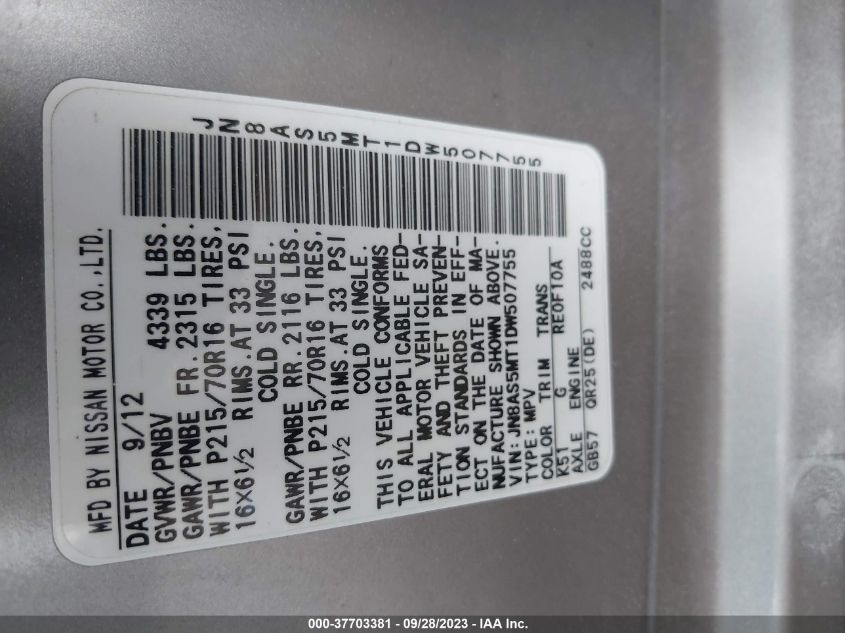 MFD BY NISSAN MOTOR CO.,LTD.
DATE 9/12
GVWR/PNBV 4339 LBS.
GAWR/PNBE FR.2315 LBS.
WITH P215/70R16 TIRES,
16X6½ RIMS.AT 33 PSI
COLD SINGLE.
GAWR/PNBE RR.2116 LBS.
WITH P215/70R16 TIRES,
16X6½ RIMS.AT 33 PSI
COLD SINGLE.
JN8AS5MT1DW507755
THIS VEHICLE CONFORMS
TO ALL APPLICABLE FED-
ERAL MOTOR VEHICLE SA-
FETY AND THEFT PREVEN-
TION STANDARDS IN EFF-
ECT ON THE DATE OF MA-
NUFACTURE SHOWN ABOVE.
VIN:JN8AS5MT1DW507755
TYPE:MPV
COLOR TRIM TRANS
K51 G RE0F10A
AXLE ENGINE
GB57 QR25(DE) 2488CC
000-37703381 - 09/28/2023 - IAA Inc.